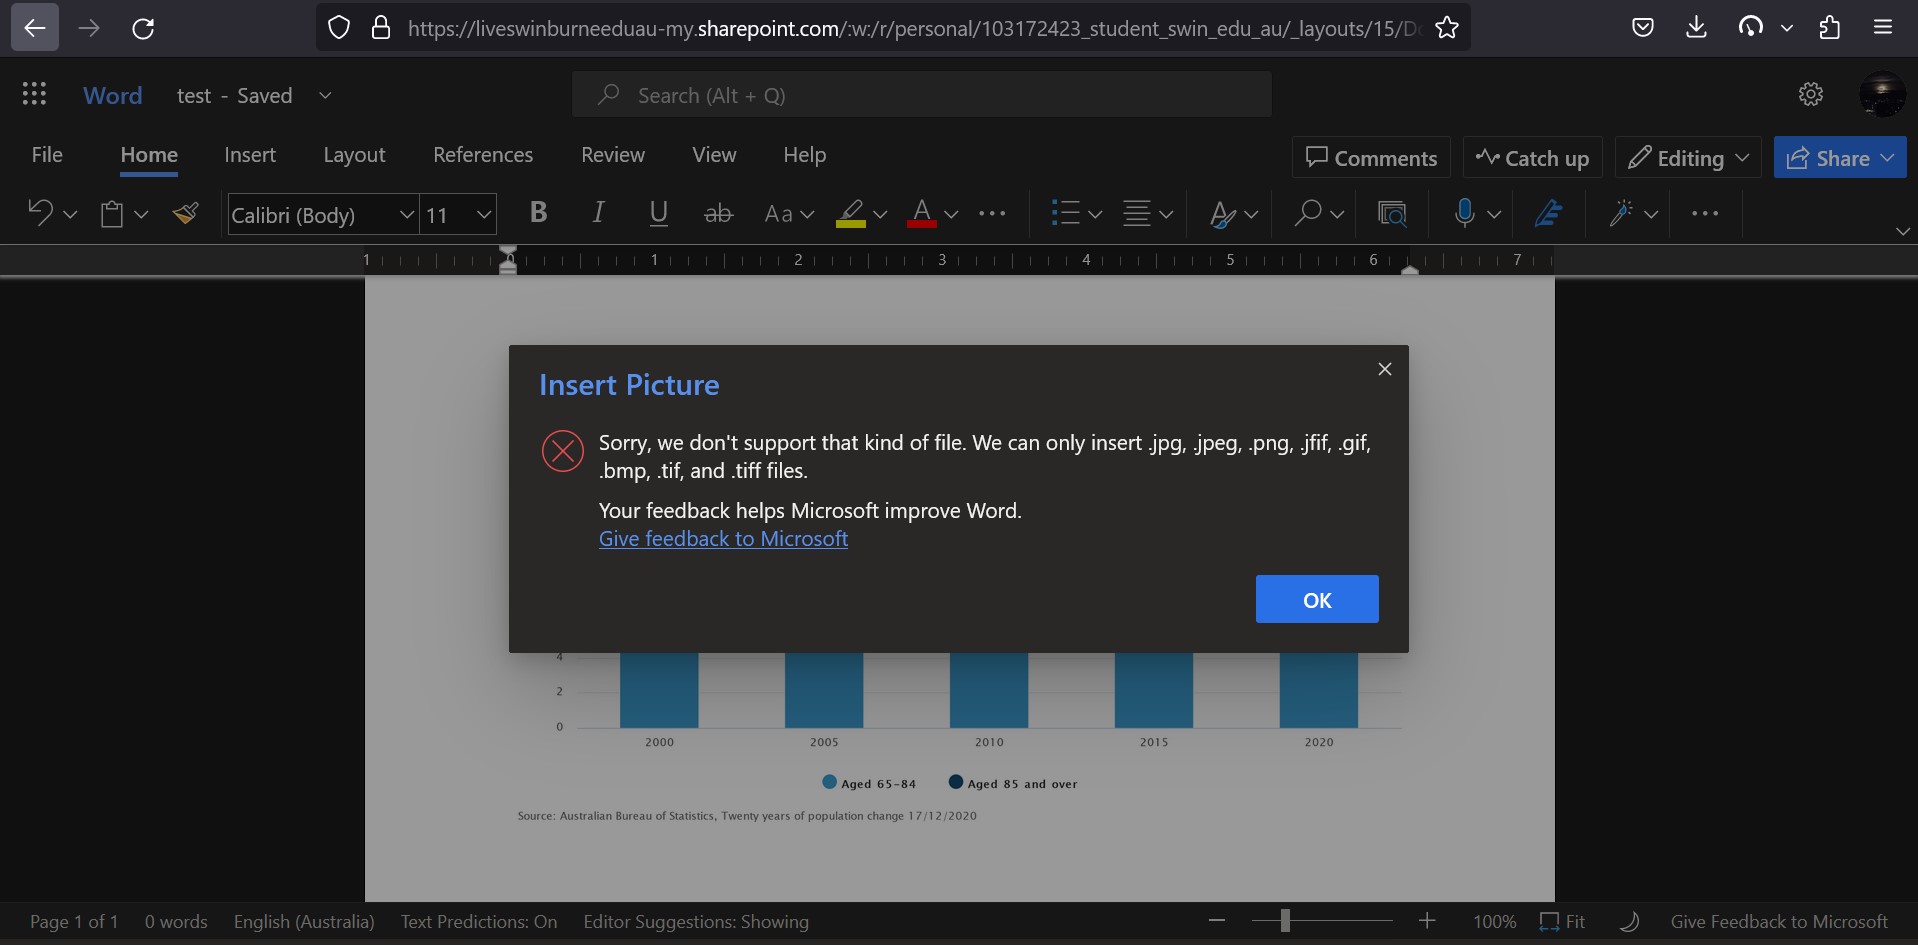 https://liveswinburneeduau-my.sharepoint.com/:w:/r/personal/103172423_student_swin_edu_au/_layouts/15/Do
Word test - Saved Search (Alt + Q)
File Home Insert Layout References Review View Help Comments Catch up Editing Share
Calibri (Body) 11 B I U ab Aa A
1 0 1 2 3 4 5 6 7
Insert Picture
Sorry, we don't support that kind of file. We can only insert .jpg, .jpeg, .png, .jfif, .gif,
.bmp, .tif, and .tiff files.
Your feedback helps Microsoft improve Word.
Give feedback to Microsoft
OK
4
2
0
2000 2005 2010 2015 2020
Aged 65-84 Aged 85 and over
Source: Australian Bureau of Statistics, Twenty years of population change 17/12/2020
Page 1 of 1 0 words English (Australia) Text Predictions: On Editor Suggestions: Showing 100% Fit Give Feedback to Microsoft